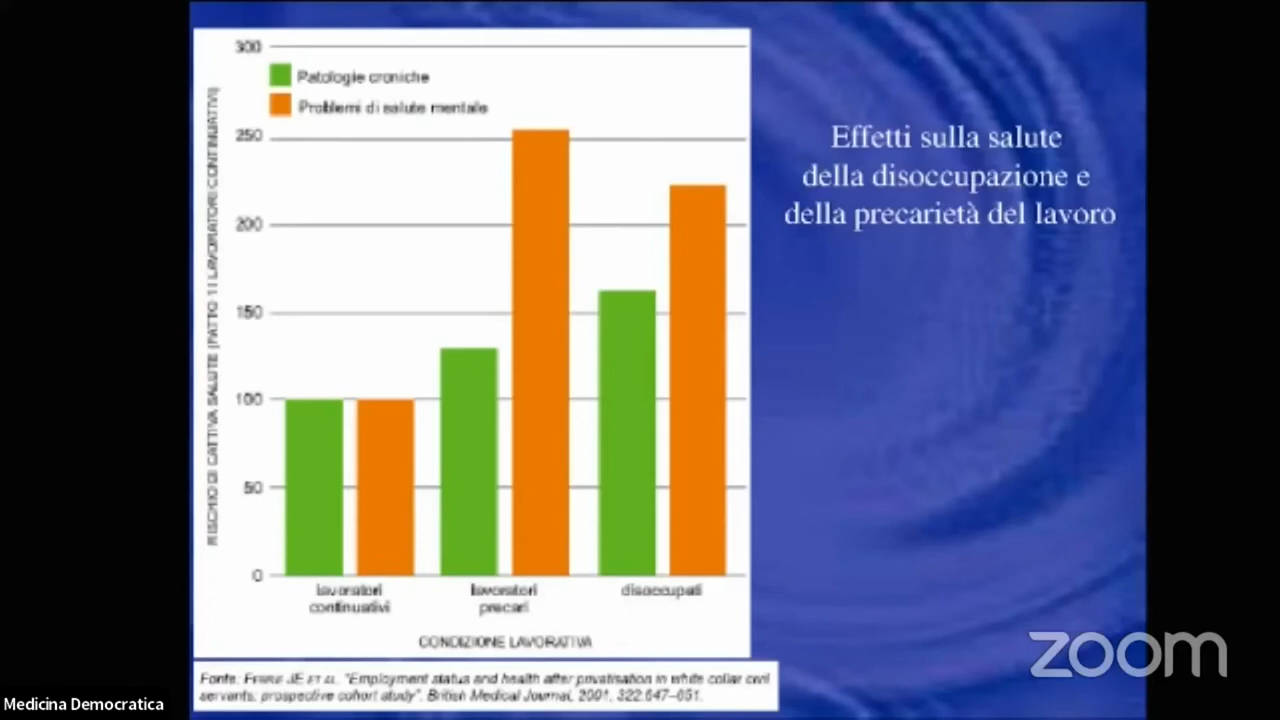 300
Patologie croniche
Problemi di salute mentale
250
200
150
100
50
0
RISCHIO DI CATTIVA SALUTE (FATTO 1 I LAVORATORI CONTINUATIVI)
lavoratori
continuativi
lavoratori
precari
disoccupati
CONDIZIONE LAVORATIVA
Effetti sulla salute
della disoccupazione e
della precarietà del lavoro
Fonte: JE ET AL. "Employment status and health after privatisation in white collar civil
servants: prospective cohort study". British Medical Journal, 2001, 322:647–651.
zoom
Medicina Democratica